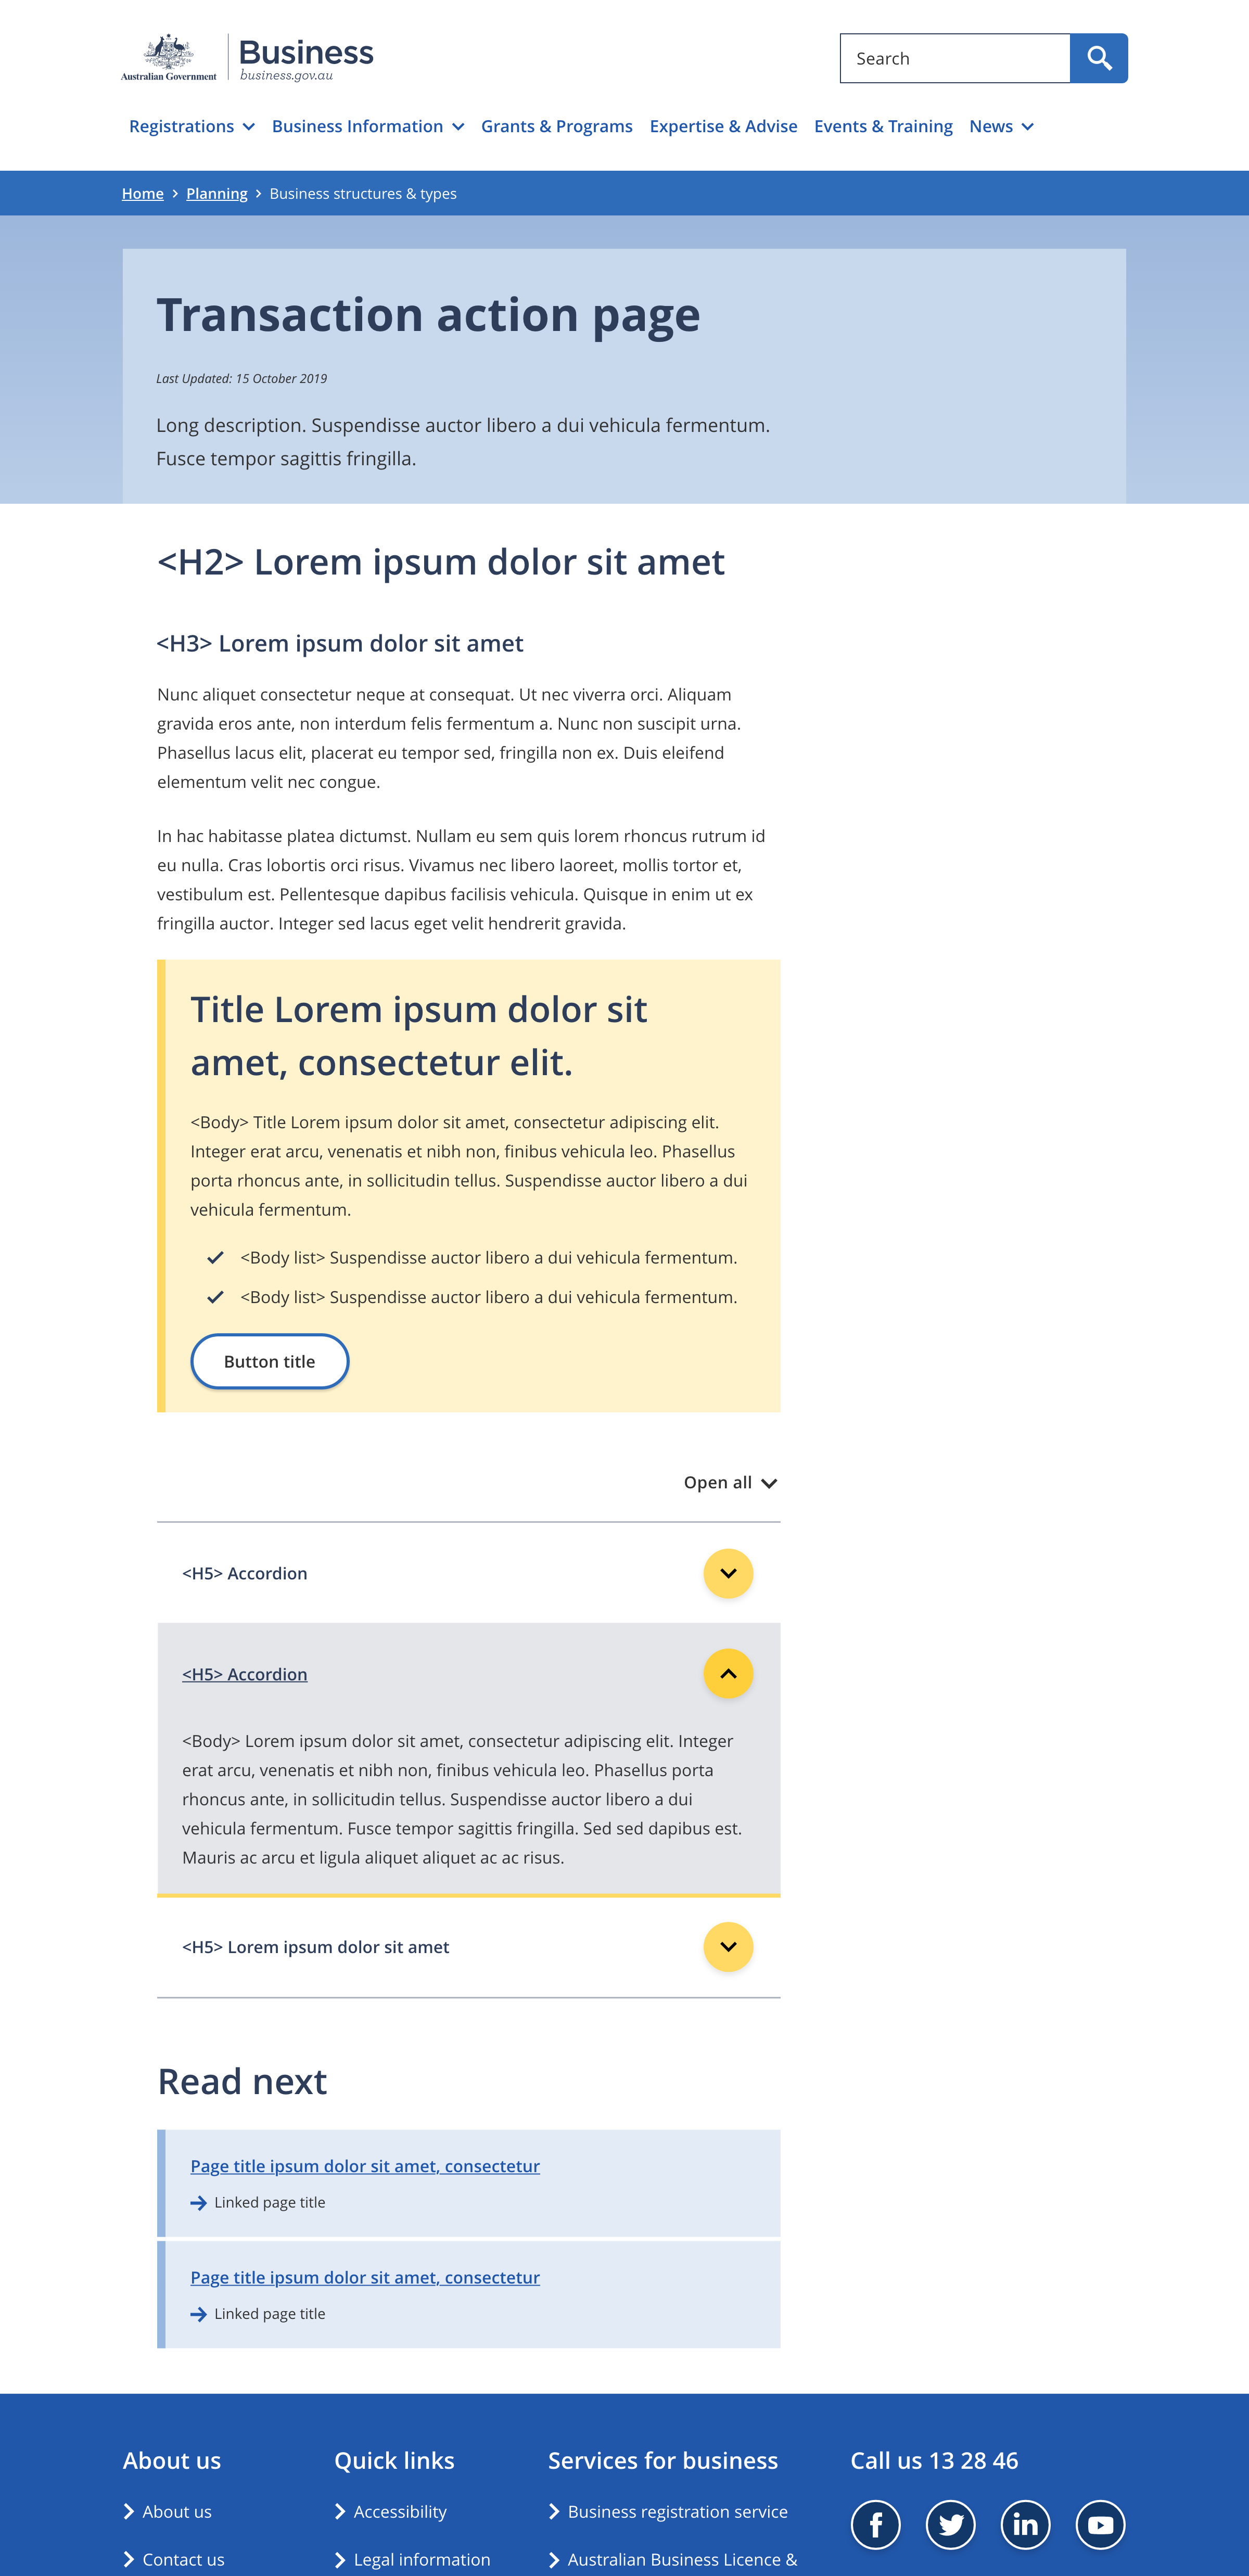 Australian Government
Business
business.gov.au
Search
Registrations Business Information Grants & Programs Expertise & Advise Events & Training News
Home Planning Business structures & types
Transaction action page
Last Updated: 15 October 2019
Long description. Suspendisse auctor libero a dui vehicula fermentum.
Fusce tempor sagittis fringilla.
<H2> Lorem ipsum dolor sit amet
<H3> Lorem ipsum dolor sit amet
Nunc aliquet consectetur neque at consequat. Ut nec viverra orci. Aliquam
gravida eros ante, non interdum felis fermentum a. Nunc non suscipit urna.
Phasellus lacus elit, placerat eu tempor sed, fringilla non ex. Duis eleifend
elementum velit nec congue.
In hac habitasse platea dictumst. Nullam eu sem quis lorem rhoncus rutrum id
eu nulla. Cras lobortis orci risus. Vivamus nec libero laoreet, mollis tortor et,
vestibulum est. Pellentesque dapibus facilisis vehicula. Quisque in enim ut ex
fringilla auctor. Integer sed lacus eget velit hendrerit gravida.
Title Lorem ipsum dolor sit
amet, consectetur elit.
<Body> Title Lorem ipsum dolor sit amet, consectetur adipiscing elit.
Integer erat arcu, venenatis et nibh non, finibus vehicula leo. Phasellus
porta rhoncus ante, in sollicitudin tellus. Suspendisse auctor libero a dui
vehicula fermentum.
<Body list> Suspendisse auctor libero a dui vehicula fermentum.
<Body list> Suspendisse auctor libero a dui vehicula fermentum.
Button title
Open all
<H5> Accordion
<H5> Accordion
<Body> Lorem ipsum dolor sit amet, consectetur adipiscing elit. Integer
erat arcu, venenatis et nibh non, finibus vehicula leo. Phasellus porta
rhoncus ante, in sollicitudin tellus. Suspendisse auctor libero a dui
vehicula fermentum. Fusce tempor sagittis fringilla. Sed sed dapibus est.
Mauris ac arcu et ligula aliquet aliquet ac ac risus.
<H5> Lorem ipsum dolor sit amet
Read next
Page title ipsum dolor sit amet, consectetur
Linked page title
Page title ipsum dolor sit amet, consectetur
Linked page title
About us
About us
Contact us
Quick links
Accessibility
Legal information
Services for business
Business registration service
Australian Business Licence &
Call us 13 28 46